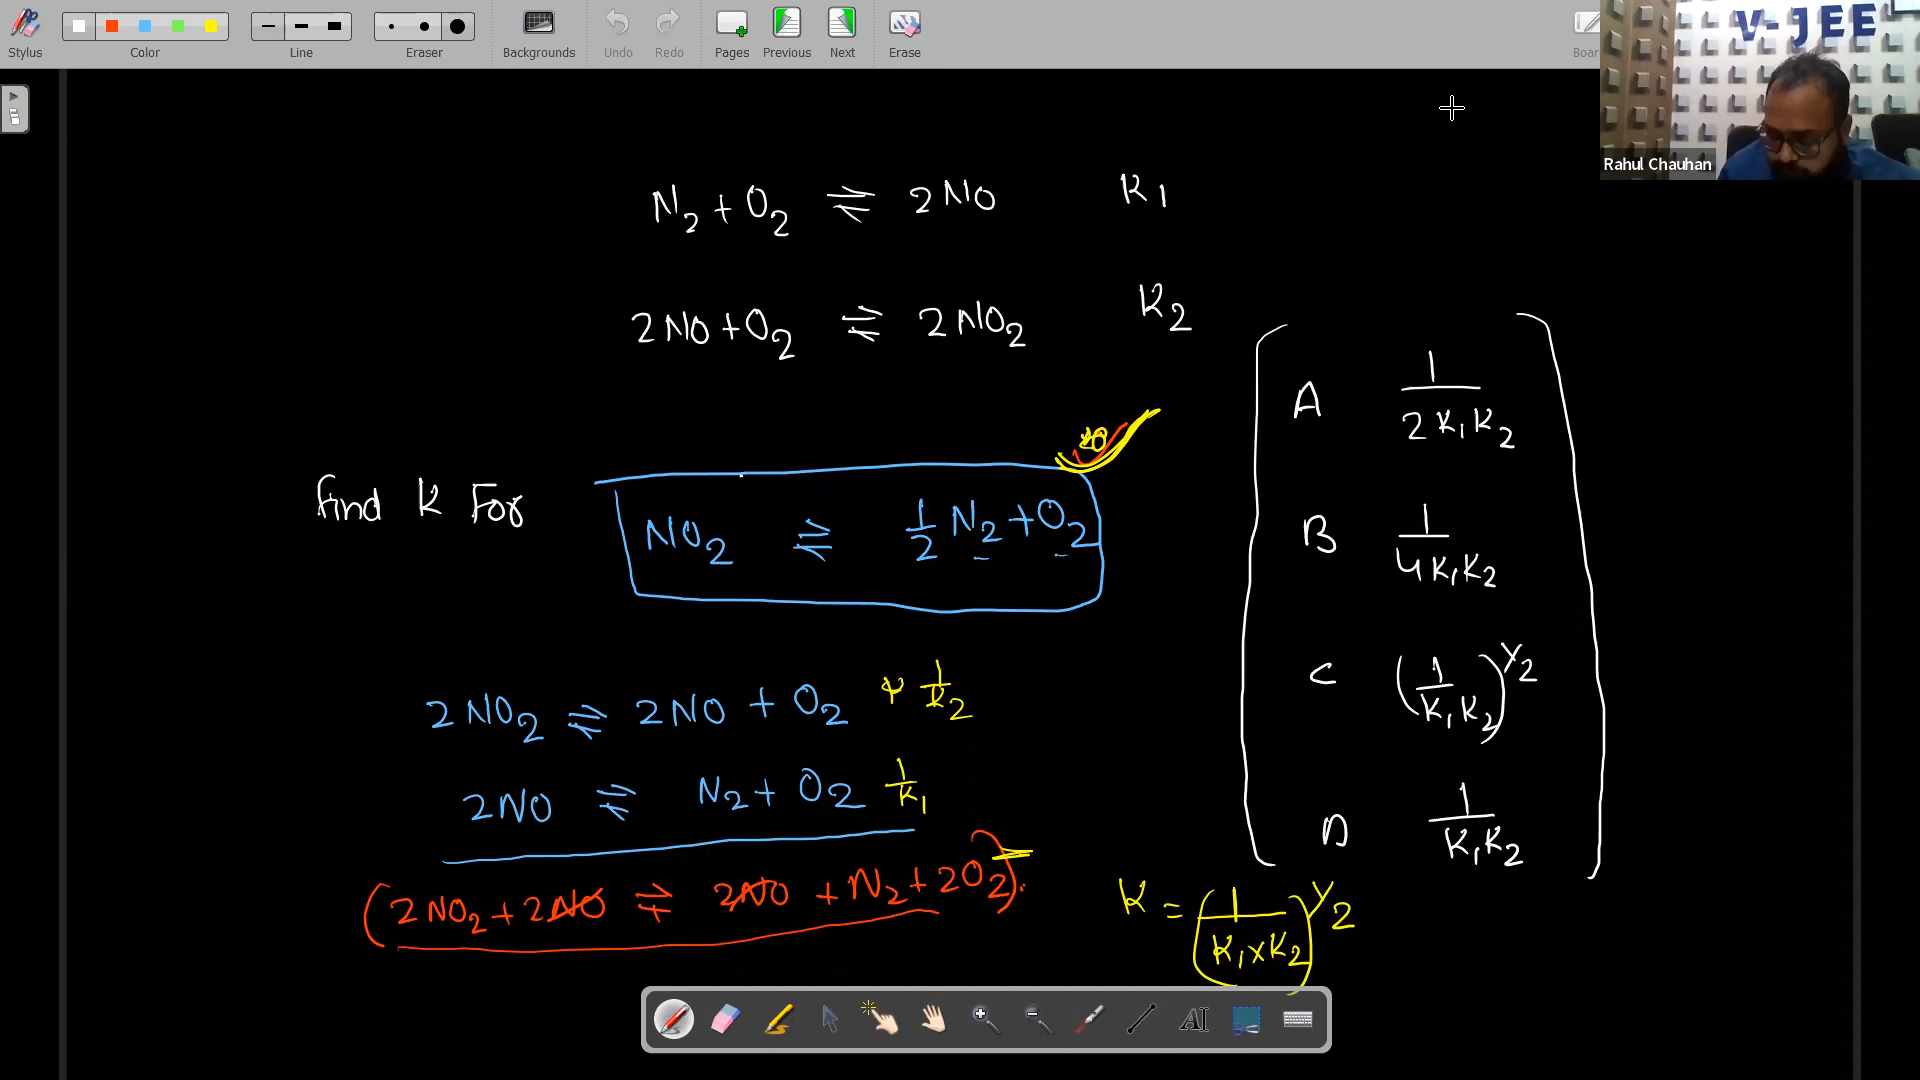 Stylus Color Line Eraser Backgrounds Undo Redo Pages Previous Next Erase Boar
V-JEE
Rahul Chauhan
N₂ + O₂ ⇌ 2NO K₁
2NO + O₂ ⇌ 2NO₂ K₂
A 1/(2K₁K₂)
find K For NO₂ ⇌ 1/2 N₂ + O₂
B 1/(4K₁K₂)
C (1/(K₁K₂))^1/2
2NO₂ ⇌ 2NO + O₂ 1/K₂
2NO ⇌ N₂ + O₂ 1/K₁
D 1/(K₁K₂)
(2NO₂ + 2NO ⇌ 2NO + N₂ + 2O₂)
K = (1/(K₁×K₂))^1/2
AI